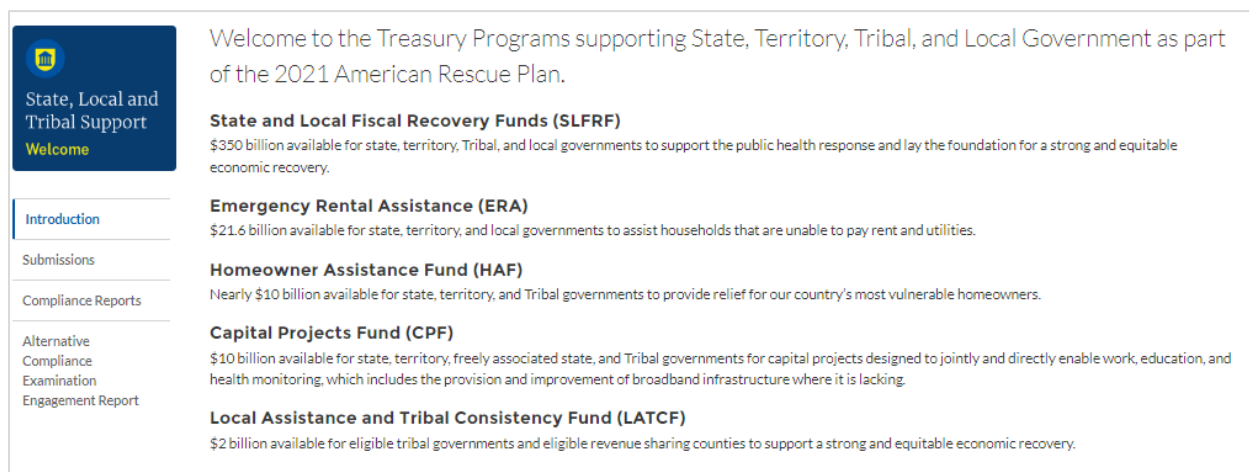 State, Local and
Tribal Support
Welcome
Introduction
Submissions
Compliance Reports
Alternative
Compliance
Examination
Engagement Report
Welcome to the Treasury Programs supporting State, Territory, Tribal, and Local Government as part
of the 2021 American Rescue Plan.
State and Local Fiscal Recovery Funds (SLFRF)
$350 billion available for state, territory, Tribal, and local governments to support the public health response and lay the foundation for a strong and equitable
economic recovery.
Emergency Rental Assistance (ERA)
$21.6 billion available for state, territory, and local governments to assist households that are unable to pay rent and utilities.
Homeowner Assistance Fund (HAF)
Nearly $10 billion available for state, territory, and Tribal governments to provide relief for our country's most vulnerable homeowners.
Capital Projects Fund (CPF)
$10 billion available for state, territory, freely associated state, and Tribal governments for capital projects designed to jointly and directly enable work, education, and
health monitoring, which includes the provision and improvement of broadband infrastructure where it is lacking.
Local Assistance and Tribal Consistency Fund (LATCF)
$2 billion available for eligible tribal governments and eligible revenue sharing counties to support a strong and equitable economic recovery.